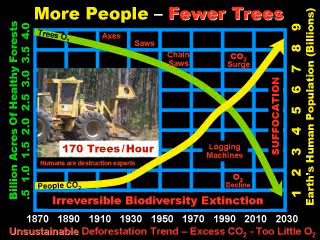 More People – Fewer Trees
Billion Acres Of Healthy Forests
.5 1.0 1.5 2.0 2.5 3.0 3.5 4.0
Trees O2
Axes
Saws
Chain
Saws
CO2
Surge
SUFFOCATION
170 Trees/Hour
Humans are destruction experts
Logging
Machines
People CO2
O2
Decline
Irreversible Biodiversity Extinction
1 2 3 4 5 6 7 8 9
Earth's Human Population (Billions)
1870 1890 1910 1930 1950 1970 1990 2010 2030
Unsustainable Deforestation Trend – Excess CO2 - Too Little O2